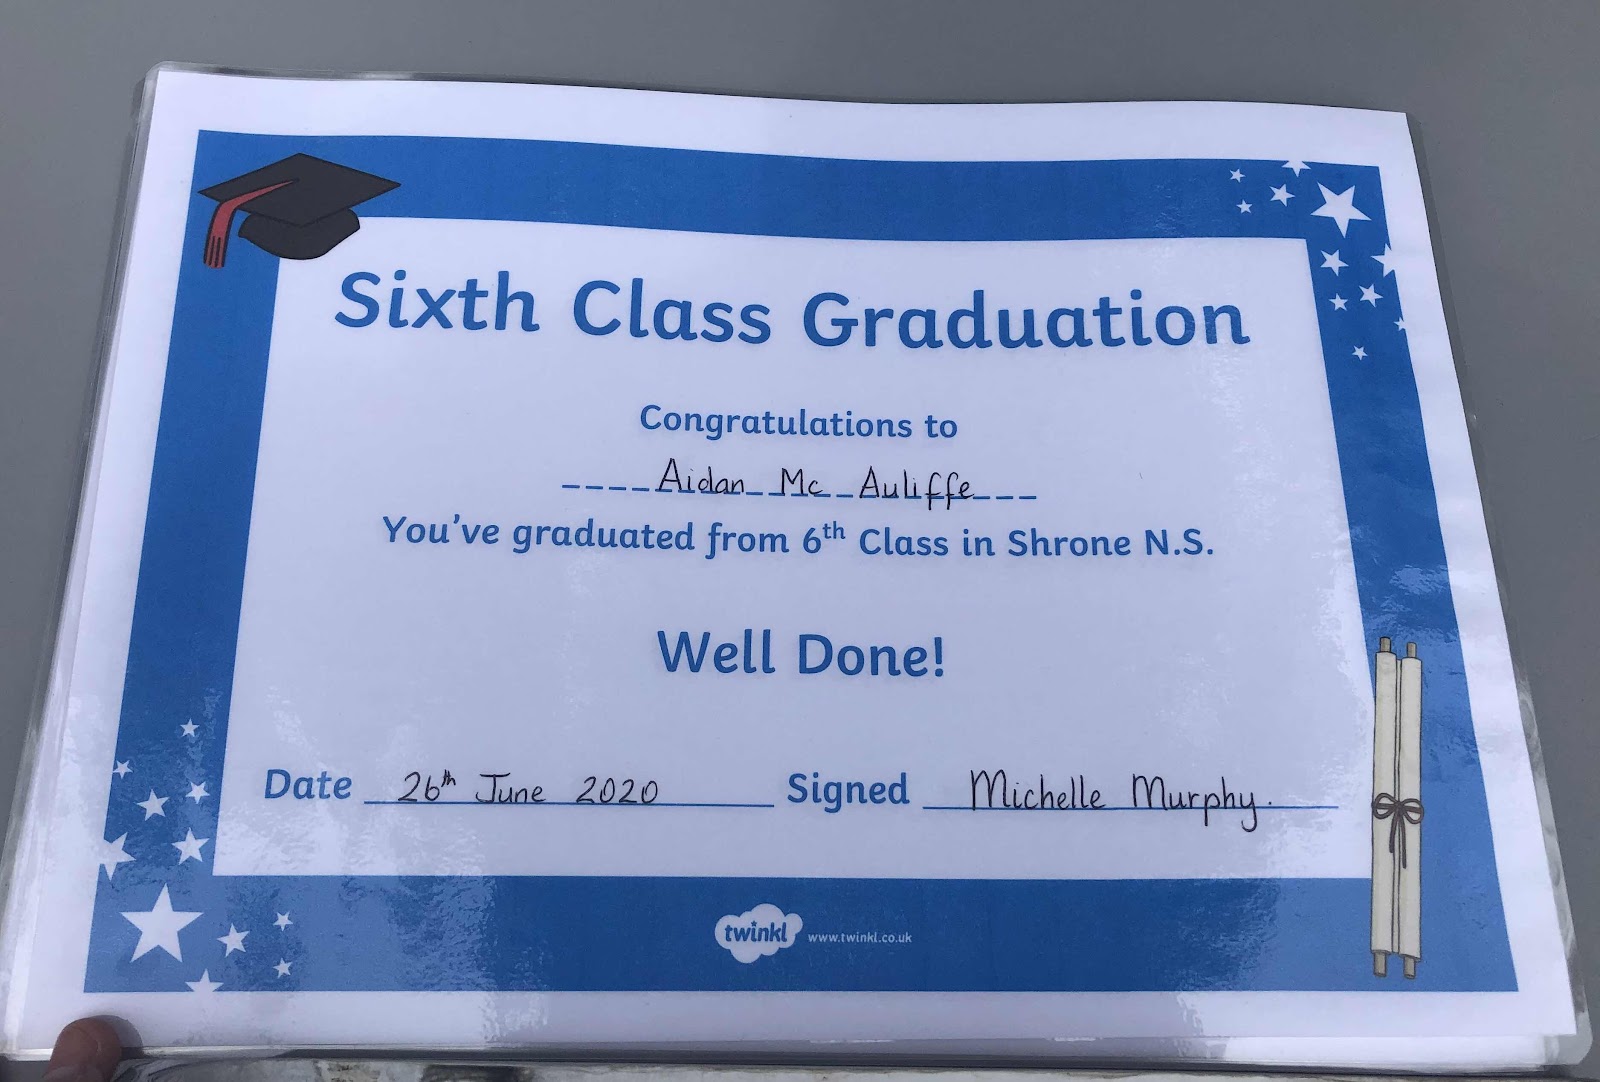 Sixth Class Graduation
Congratulations to
Aidan Mc Auliffe
You've graduated from 6th Class in Shrone N.S.
Well Done!
Date 26th June 2020 Signed Michelle Murphy.
twinkl www.twinkl.co.uk